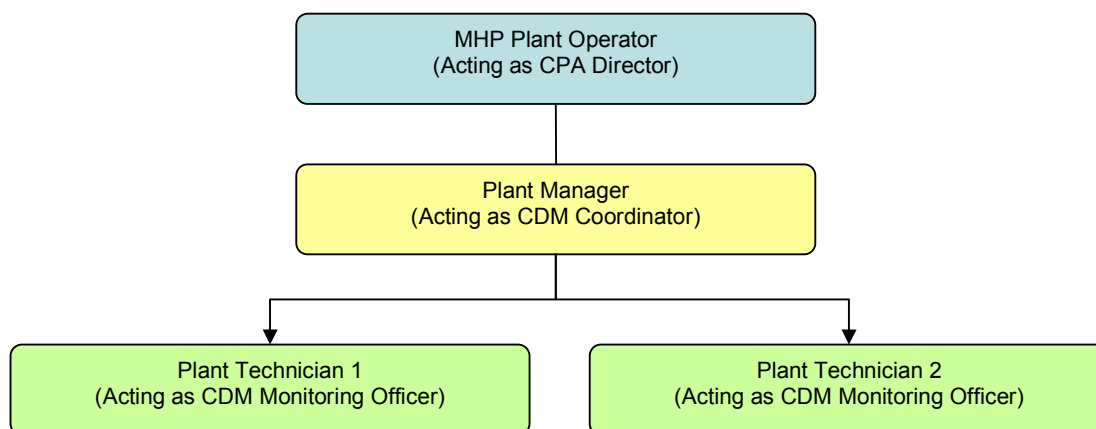 MHP Plant Operator
(Acting as CPA Director)
Plant Manager
(Acting as CDM Coordinator)
Plant Technician 1
(Acting as CDM Monitoring Officer)
Plant Technician 2
(Acting as CDM Monitoring Officer)